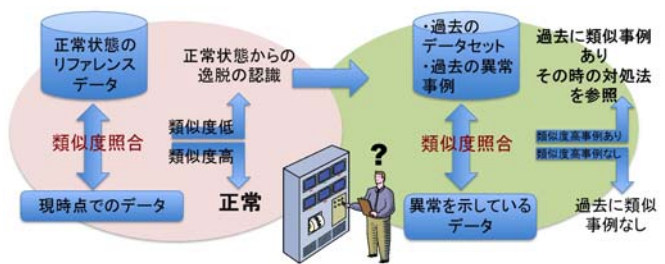 正常状態の
リファレンス
データ
類似度照合
現時点でのデータ
正常状態からの
逸脱の認識
類似度低
類似度高
正常
?
・過去の
データセット
・過去の異常
事例
類似度照合
異常を示している
データ
過去に類似事例
あり
その時の対処法
を参照
類似度高事例あり
類似度高事例なし
過去に類似
事例なし